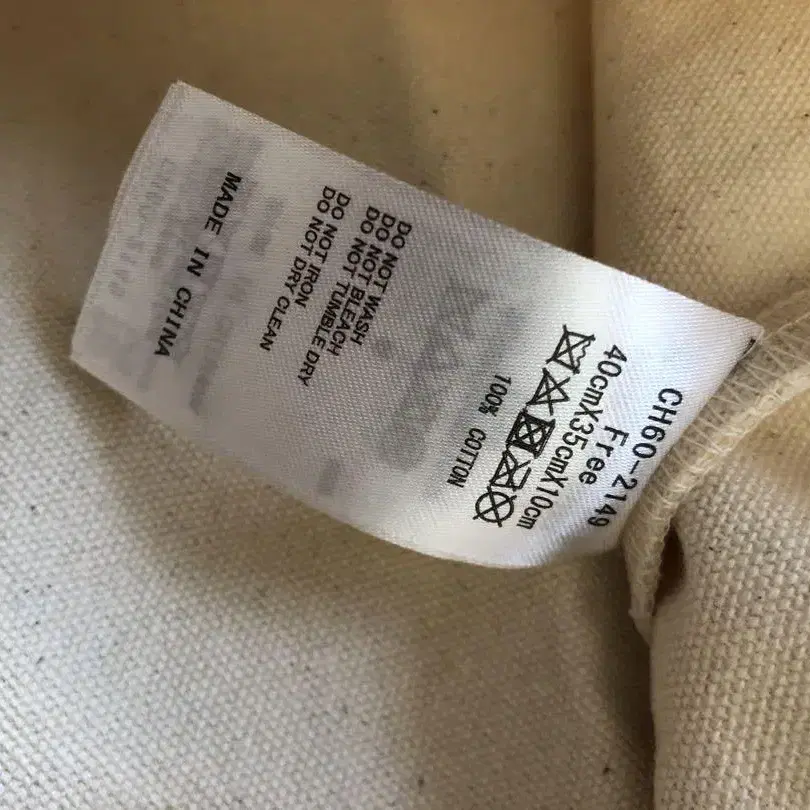 CH60-2149
Free
40cmX35cmX10cm
100% COTTON
DO NOT WASH
DO NOT BLEACH
DO NOT TUMBLE DRY
DO NOT IRON
DO NOT DRY CLEAN
MADE IN CHINA